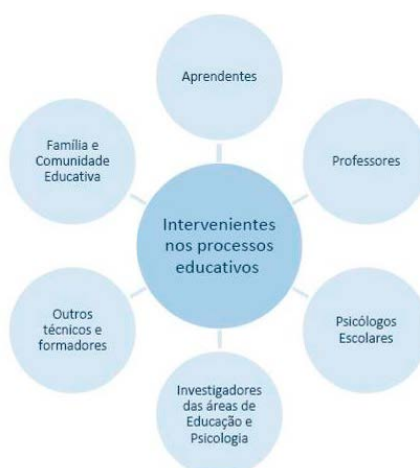 Aprendentes
Família e
Comunidade
Educativa
Professores
Intervenientes
nos processos
educativos
Outros
técnicos e
formadores
Psicólogos
Escolares
Investigadores
das áreas de
Educação e
Psicologia